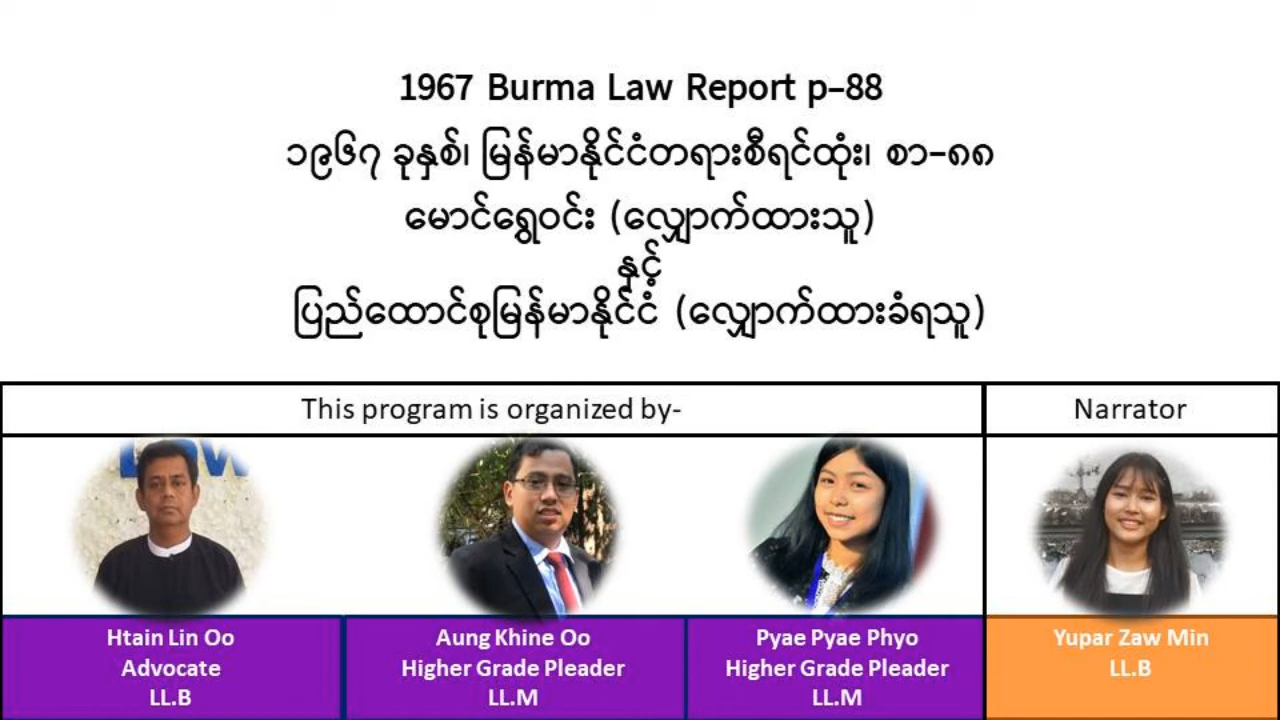 1967 Burma Law Report p-88
၁၉၆၇ ခုနှစ်၊ မြန်မာနိုင်ငံတရားစီရင်ထုံး၊ စာ-၈၈
မောင်ရွှေဝင်း (လျှောက်ထားသူ)
နှင့်
ပြည်ထောင်စုမြန်မာနိုင်ငံ (လျှောက်ထားခံရသူ)
This program is organized by-
Narrator
Htain Lin Oo
Advocate
LL.B
Aung Khine Oo
Higher Grade Pleader
LL.M
Pyae Pyae Phyo
Higher Grade Pleader
LL.M
Yupar Zaw Min
LL.B